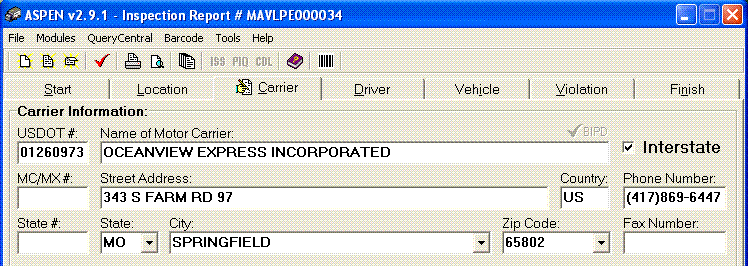 ASPEN v2.9.1 - Inspection Report # MAVLPE000034
File Modules QueryCentral Barcode Tools Help
ISS PIQ CDL
Start Location Carrier Driver Vehicle Violation Finish
Carrier Information:
USDOT #: Name of Motor Carrier: BIPD
01260973 OCEANVIEW EXPRESS INCORPORATED Interstate
MC/MX #: Street Address: Country: Phone Number:
343 S FARM RD 97 US (417)869-6447
State #: State: City: Zip Code: Fax Number:
MO SPRINGFIELD 65802